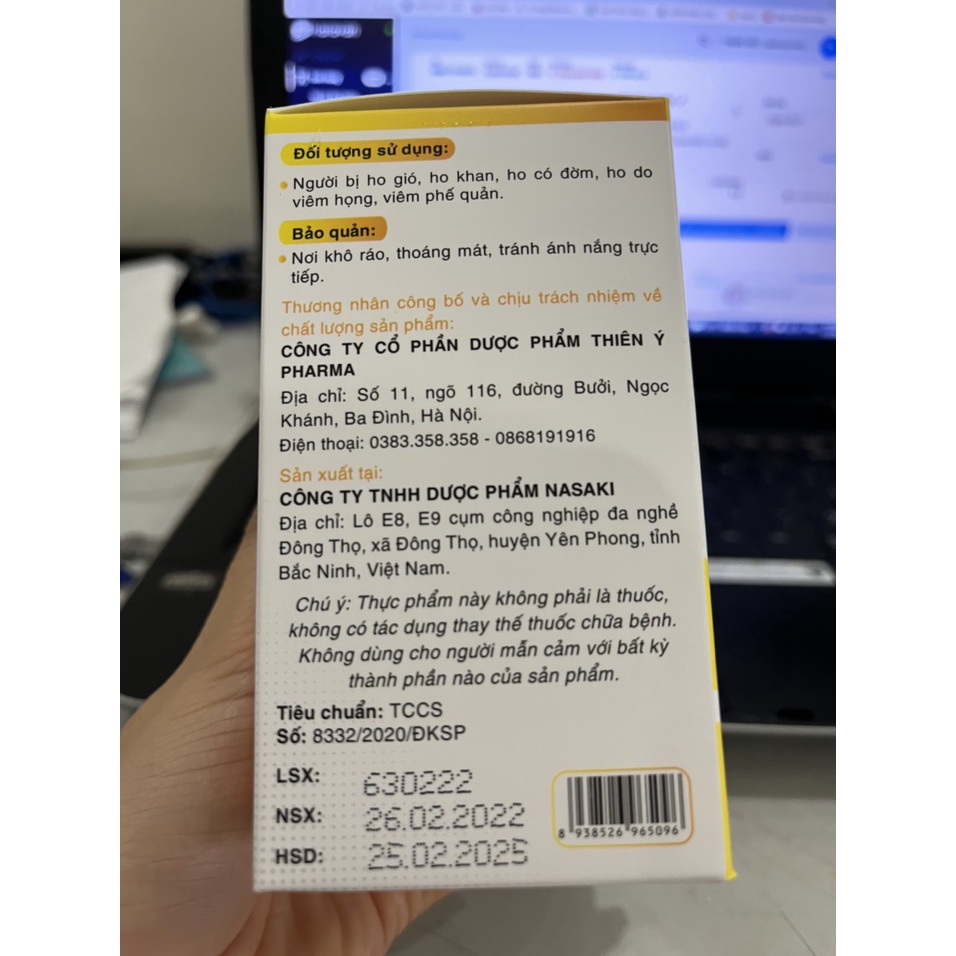 Đối tượng sử dụng:
Người bị ho gió, ho khan, ho có đờm, ho do
viêm họng, viêm phế quản.
Bảo quản:
Nơi khô ráo, thoáng mát, tránh ánh nắng trực
tiếp.
Thương nhân công bố và chịu trách nhiệm về
chất lượng sản phẩm:
CÔNG TY CỔ PHẦN DƯỢC PHẨM THIÊN Ý
PHARMA
Địa chỉ: Số 11, ngõ 116, đường Bưởi, Ngọc
Khánh, Ba Đình, Hà Nội.
Điện thoại: 0383.358.358 - 0868191916
Sản xuất tại:
CÔNG TY TNHH DƯỢC PHẨM NASAKI
Địa chỉ: Lô E8, E9 cụm công nghiệp đa nghề
Đông Thọ, xã Đông Thọ, huyện Yên Phong, tỉnh
Bắc Ninh, Việt Nam.
Chú ý: Thực phẩm này không phải là thuốc,
không có tác dụng thay thế thuốc chữa bệnh.
Không dùng cho người mẫn cảm với bất kỳ
thành phần nào của sản phẩm.
Tiêu chuẩn: TCCS
Số: 8332/2020/ĐKSP
LSX: 630222
NSX: 26.02.2022
HSD: 25.02.2025
8 938526 965096